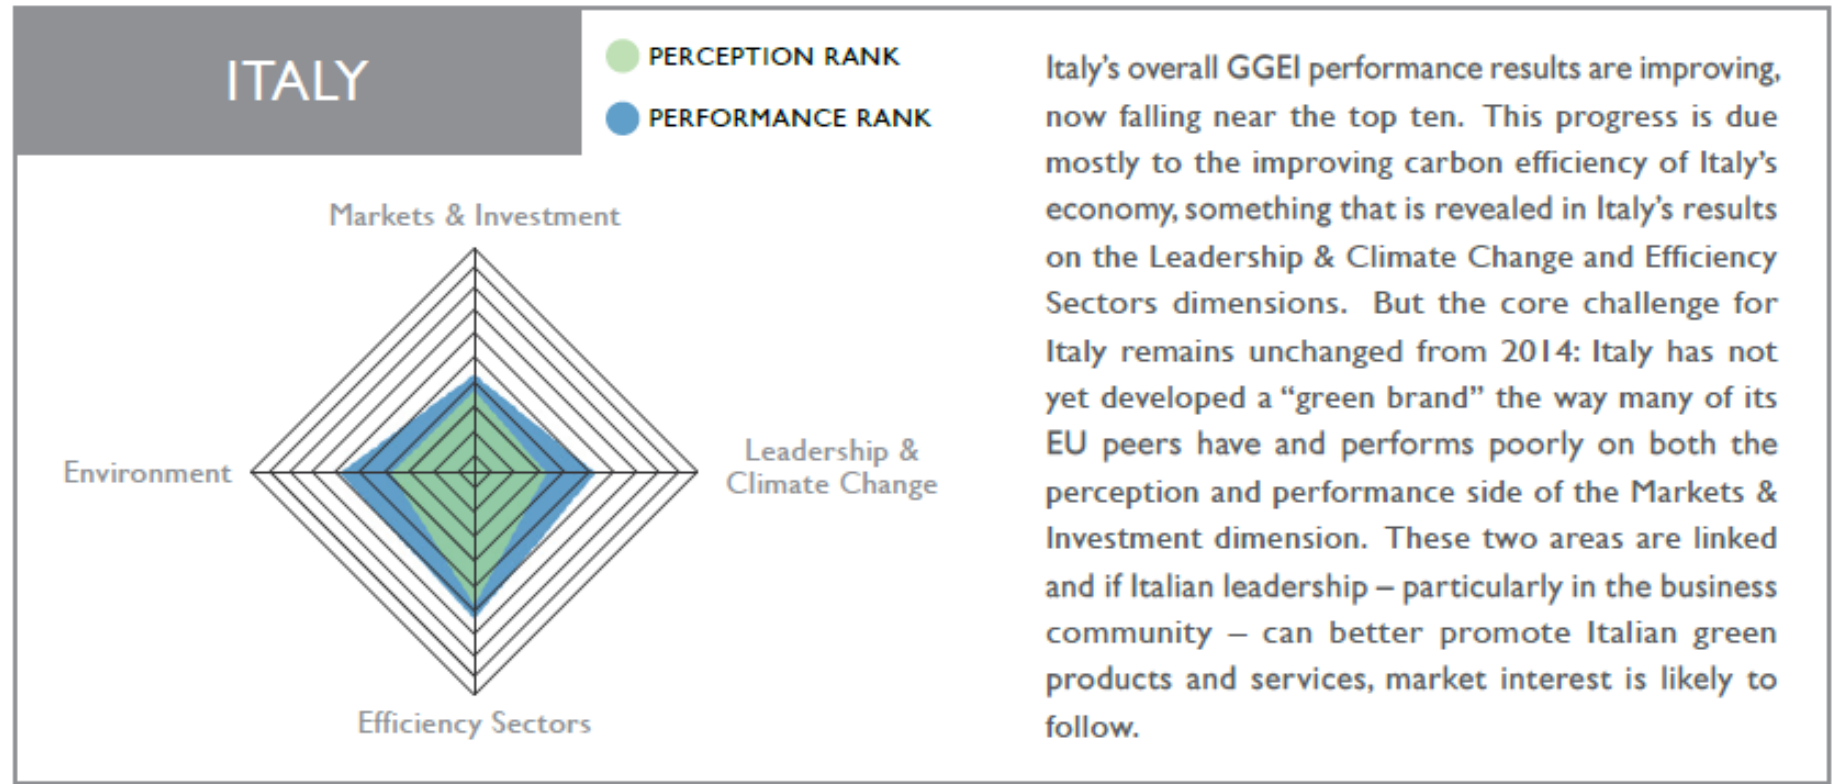 ITALY
PERCEPTION RANK
PERFORMANCE RANK
Markets & Investment
Environment
Leadership &
Climate Change
Efficiency Sectors
Italy's overall GGEI performance results are improving,
now falling near the top ten. This progress is due
mostly to the improving carbon efficiency of Italy's
economy, something that is revealed in Italy's results
on the Leadership & Climate Change and Efficiency
Sectors dimensions. But the core challenge for
Italy remains unchanged from 2014: Italy has not
yet developed a “green brand” the way many of its
EU peers have and performs poorly on both the
perception and performance side of the Markets &
Investment dimension. These two areas are linked
and if Italian leadership – particularly in the business
community – can better promote Italian green
products and services, market interest is likely to
follow.